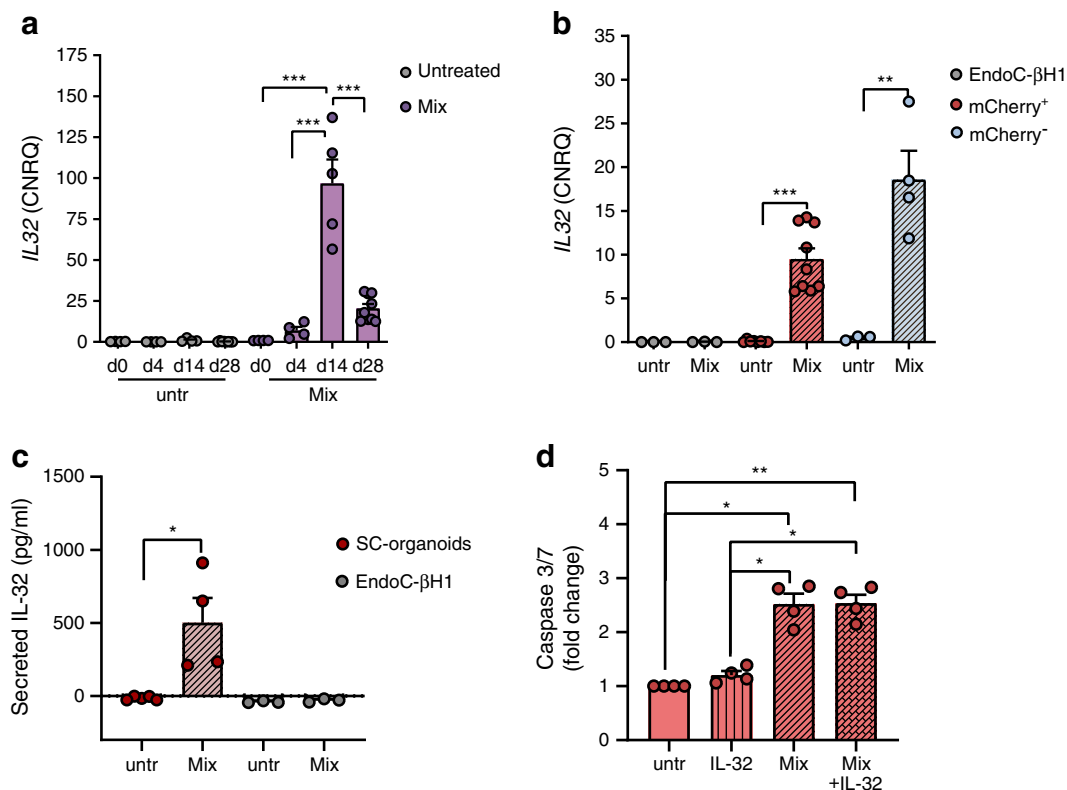 a
IL32 (CNRQ)
175
150
125
100
75
50
25
0
***
***
***
Untreated
Mix
d0 d4 d14 d28 d0 d4 d14 d28
untr Mix
b
IL32 (CNRQ)
35
30
25
20
15
10
5
0
***
**
EndoC-βH1
mCherry+
mCherry-
untr Mix untr Mix untr Mix
c
Secreted IL-32 (pg/ml)
1500
1000
500
0
*
SC-organoids
EndoC-βH1
untr Mix untr Mix
d
Caspase 3/7
(fold change)
5
4
3
2
1
0
**
*
*
*
untr IL-32 Mix Mix
+IL-32